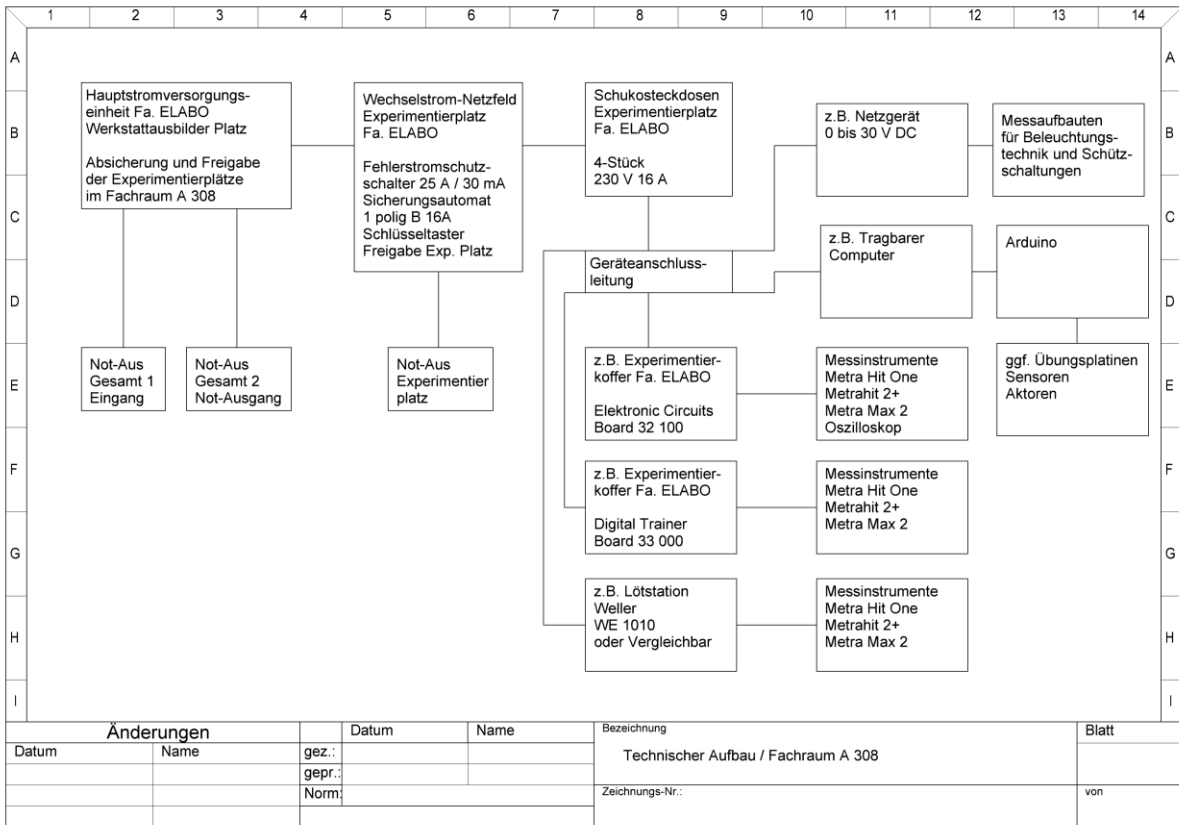 1 2 3 4 5 6 7 8 9 10 11 12 13 14
A A
B B
C C
D D
E E
F F
G G
H H
I I
Hauptstromversorgungs-
einheit Fa. ELABO
Werkstattausbilder Platz
Absicherung und Freigabe
der Experimentierplätze
im Fachraum A 308
Wechselstrom-Netzfeld
Experimentierplatz
Fa. ELABO
Fehlerstromschutz-
schalter 25 A / 30 mA
Sicherungsautomat
1 polig B 16A
Schlüsseltaster
Freigabe Exp. Platz
Schukosteckdosen
Experimentierplatz
Fa. ELABO
4-Stück
230 V 16 A
z.B. Netzgerät
0 bis 30 V DC
Messaufbauten
für Beleuchtungs-
technik und Schütz-
schaltungen
Geräteanschluss-
leitung
z.B. Tragbarer
Computer
Arduino
Not-Aus
Gesamt 1
Eingang
Not-Aus
Gesamt 2
Not-Ausgang
Not-Aus
Experimentier
platz
z.B. Experimentier-
koffer Fa. ELABO
Elektronic Circuits
Board 32 100
Messinstrumente
Metra Hit One
Metrahit 2+
Metra Max 2
Oszilloskop
ggf. Übungsplatinen
Sensoren
Aktoren
z.B. Experimentier-
koffer Fa. ELABO
Digital Trainer
Board 33 000
Messinstrumente
Metra Hit One
Metrahit 2+
Metra Max 2
z.B. Lötstation
Weller
WE 1010
oder Vergleichbar
Messinstrumente
Metra Hit One
Metrahit 2+
Metra Max 2
Änderungen
Datum Name
Datum Name
gez.:
gepr.:
Norm:
Bezeichnung
Technischer Aufbau / Fachraum A 308
Zeichnungs-Nr.:
Blatt
von